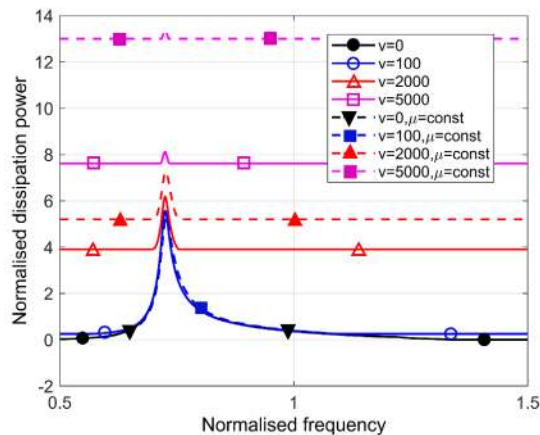 14
12
10
8
6
4
2
0
-2
Normalised dissipation power
v=0
v=100
v=2000
v=5000
v=0,μ=const
v=100,μ=const
v=2000,μ=const
v=5000,μ=const
0.5 1 1.5
Normalised frequency